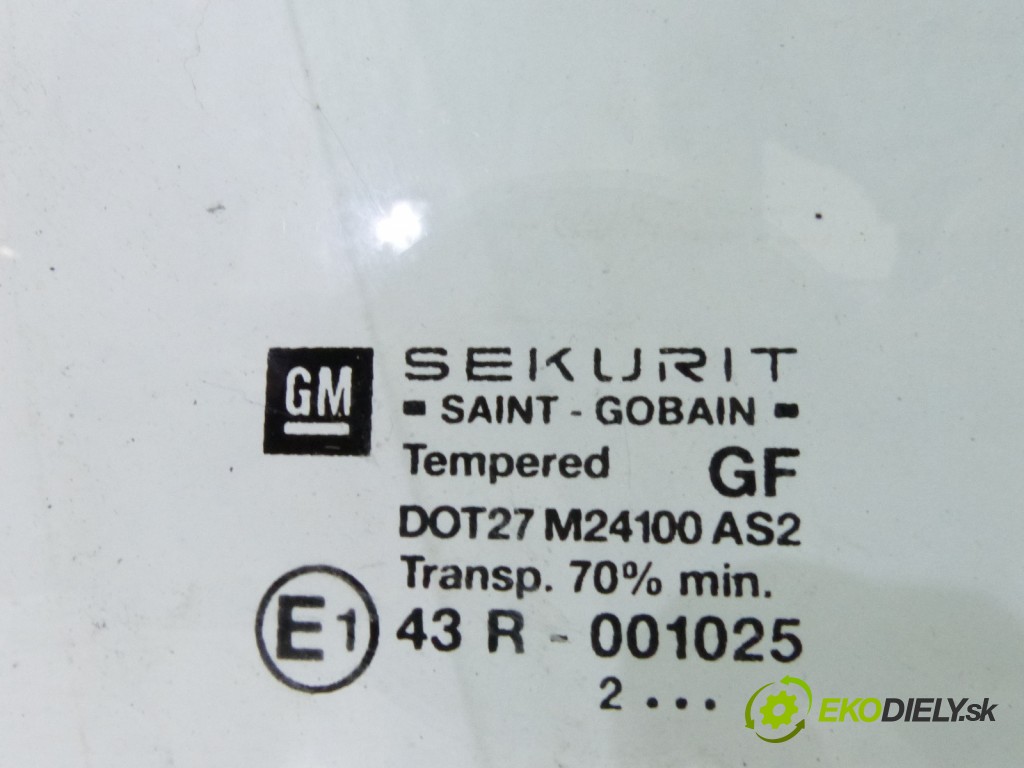 GM
SEKURIT
SAINT - GOBAIN
Tempered GF
DOT27 M24100 AS2
Transp. 70% min.
E1 43 R - 001025
2 ...
EKODIELY.sk